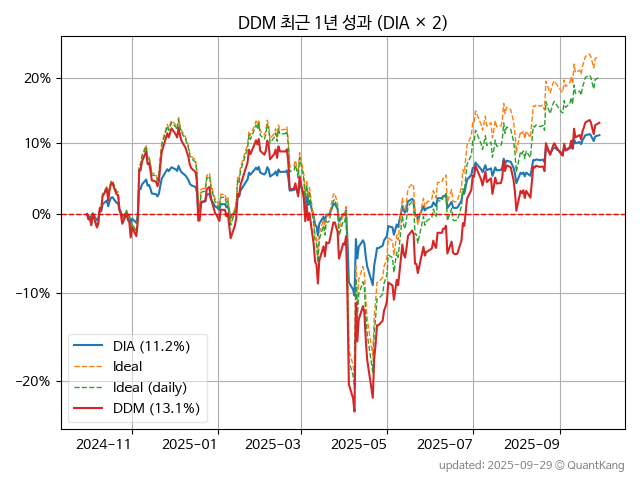 DDM 최근 1년 성과 (DIA × 2)
20%
10%
0%
−10%
−20%
DIA (11.2%)
Ideal
Ideal (daily)
DDM (13.1%)
2024-11 2025-01 2025-03 2025-05 2025-07 2025-09
updated: 2025-09-29 © QuantKang